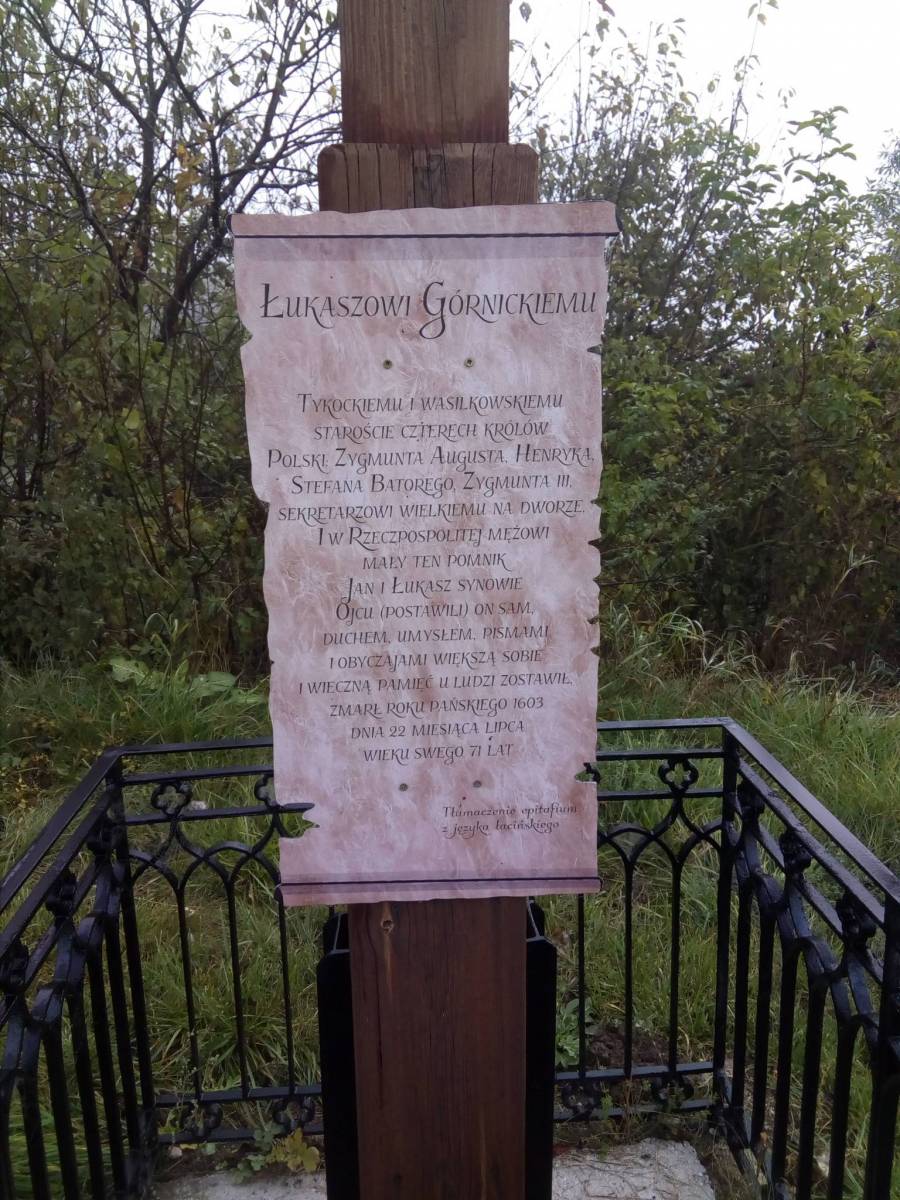 Łukaszowi Górnickiemu
Tykockiemu i wasilkowskiemu
staroście czterech królów
Polski: Zygmunta Augusta, Henryka,
Stefana Batorego, Zygmunta III,
sekretarzowi wielkiemu na dworze,
I w Rzeczpospolitej mężowi
mały ten pomnik
Jan i Łukasz synowie
Ojcu (postawili) on sam,
duchem, umysłem, pismami
i obyczajami większą sobie
i wieczną pamięć u ludzi zostawił,
zmarł roku pańskiego 1603
dnia 22 miesiąca lipca
wieku swego 71 lat
Tłumaczenie epitafium
z języka łacińskiego